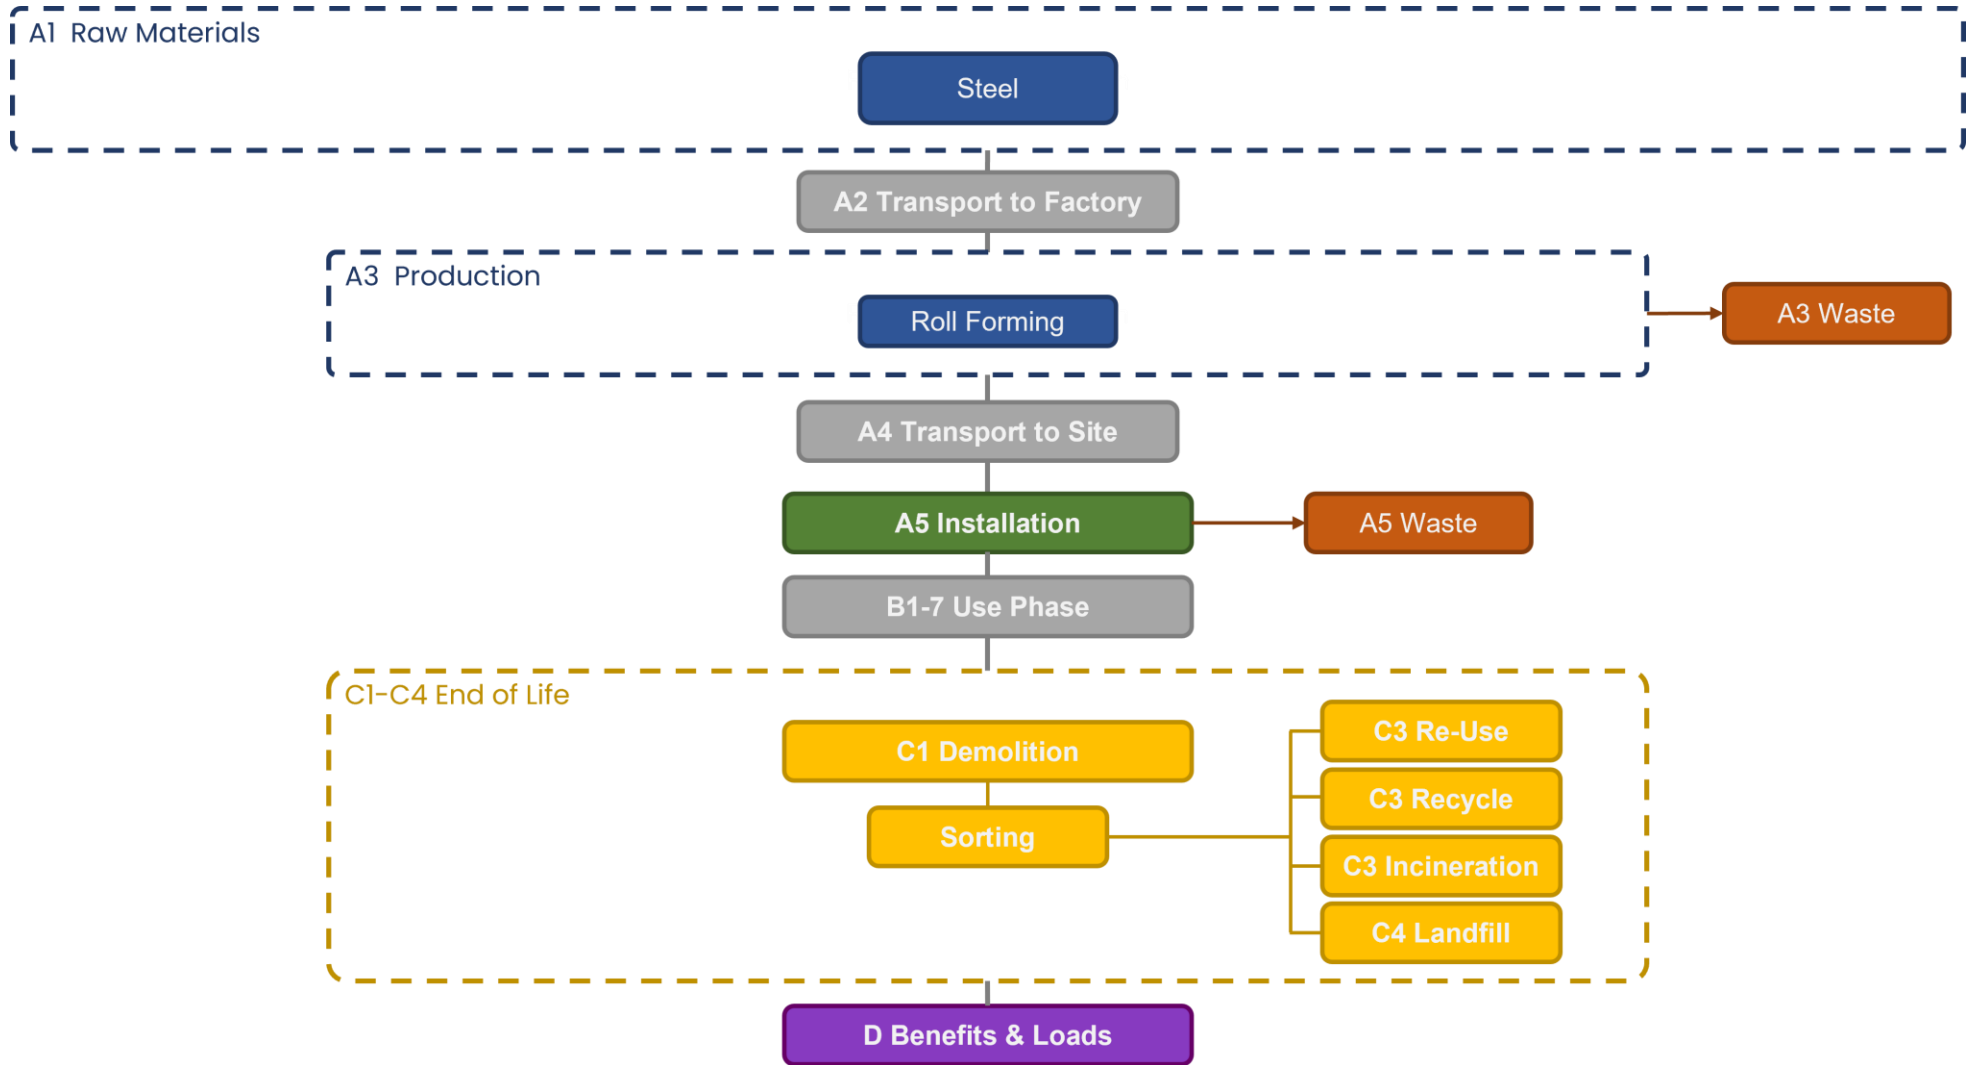 A1 Raw Materials
Steel
A2 Transport to Factory
A3 Production
Roll Forming
A3 Waste
A4 Transport to Site
A5 Installation
A5 Waste
B1-7 Use Phase
C1-C4 End of Life
C1 Demolition
Sorting
C3 Re-Use
C3 Recycle
C3 Incineration
C4 Landfill
D Benefits & Loads